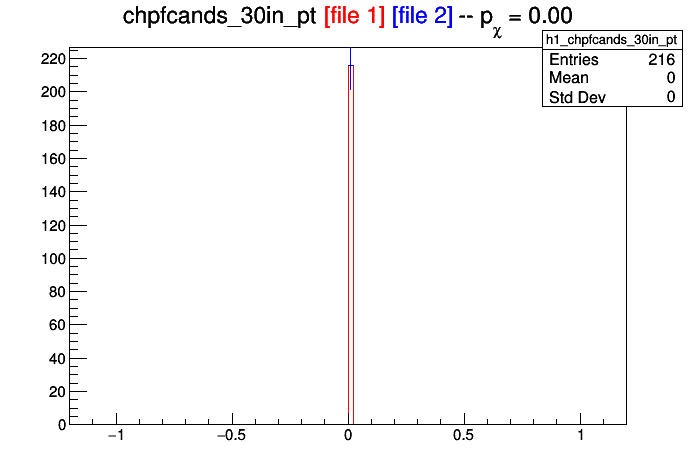 chpfcands_30in_pt [file 1] [file 2] -- pχ = 0.00
h1_chpfcands_30in_pt
Entries 216
Mean 0
Std Dev 0
220
200
180
160
140
120
100
80
60
40
20
0
−1 −0.5 0 0.5 1